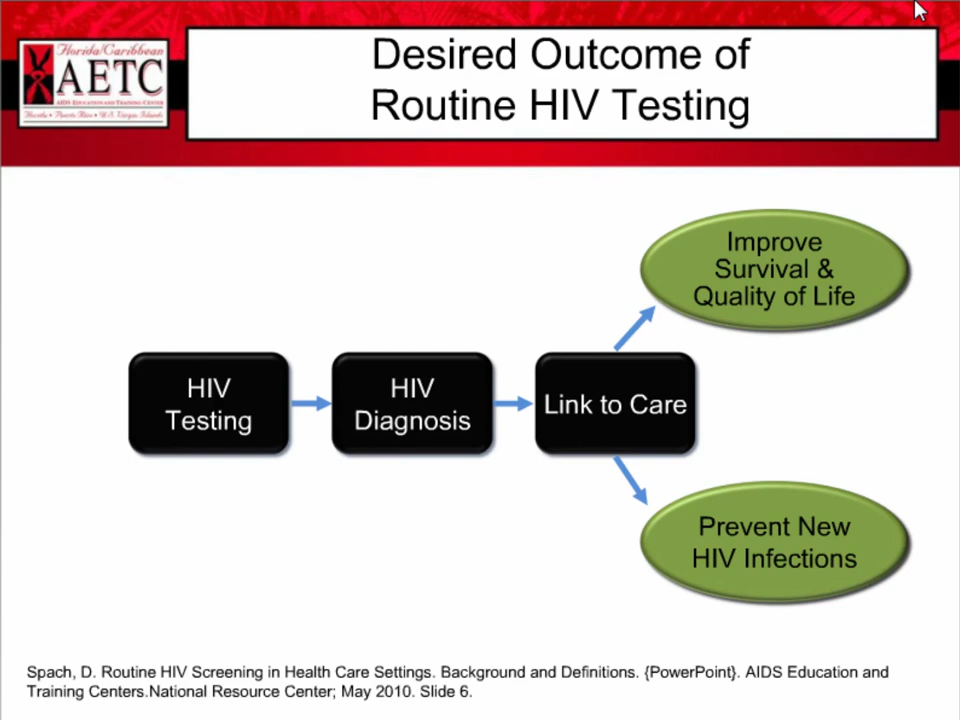 Florida/Caribbean
AETC
AIDS EDUCATION AND TRAINING CENTER
Florida • Puerto Rico • U.S. Virgin Islands
Desired Outcome of
Routine HIV Testing
Improve
Survival &
Quality of Life
HIV
Testing
HIV
Diagnosis
Link to Care
Prevent New
HIV Infections
Spach, D. Routine HIV Screening in Health Care Settings. Background and Definitions. {PowerPoint}. AIDS Education and
Training Centers.National Resource Center; May 2010. Slide 6.